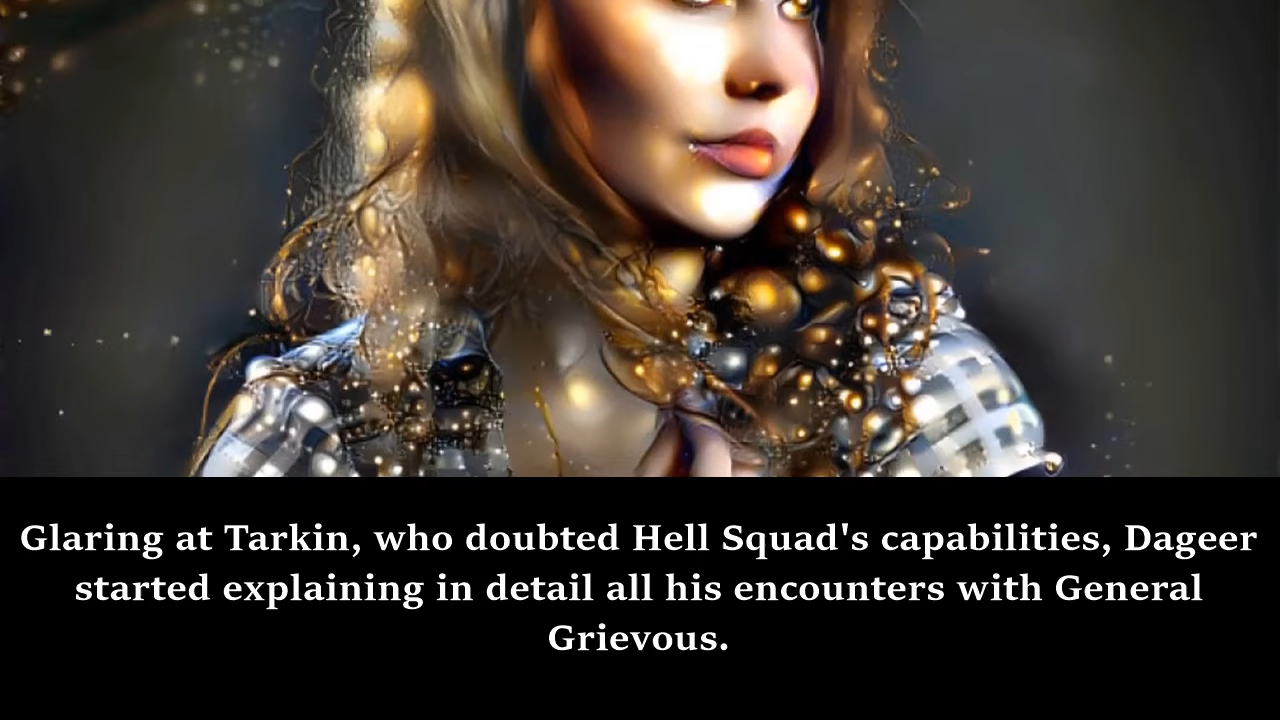 Glaring at Tarkin, who doubted Hell Squad's capabilities, Dageer
started explaining in detail all his encounters with General
Grievous.